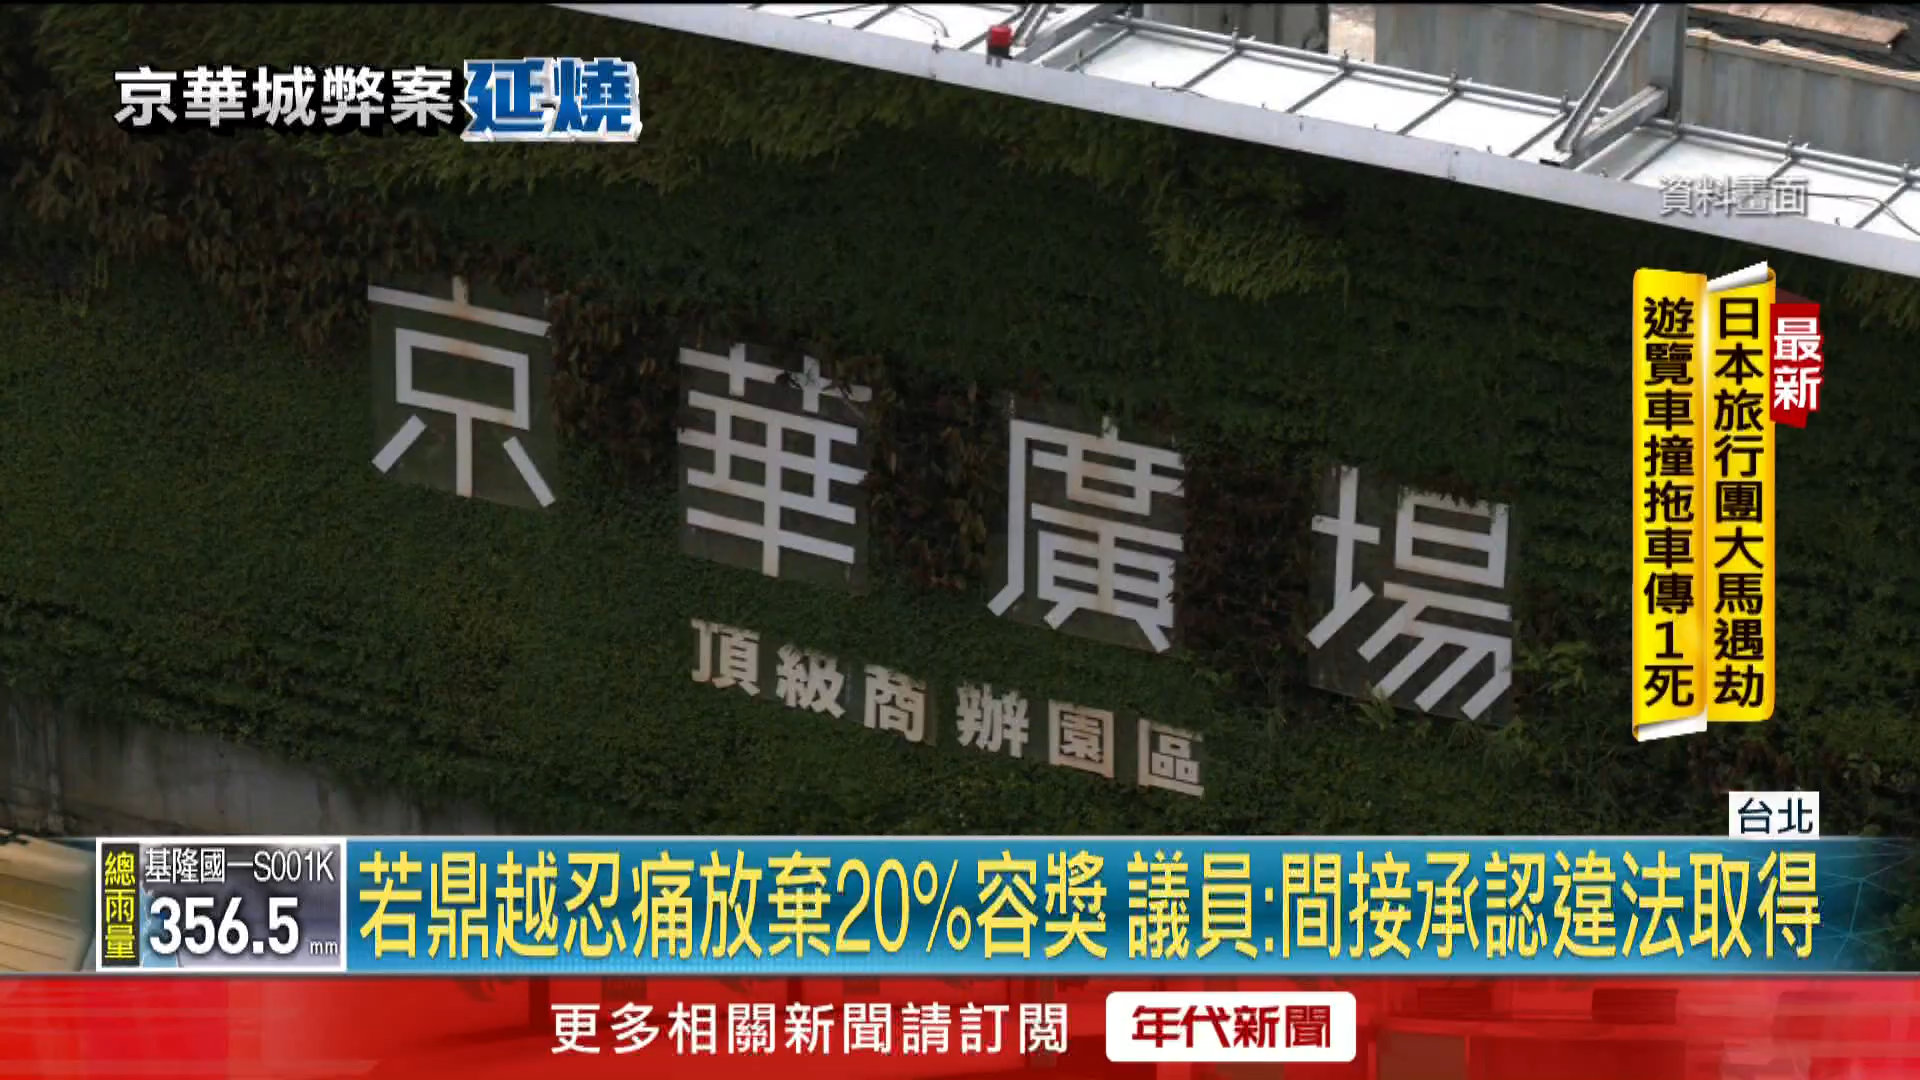 京華城弊案延燒
資料畫面
京華廣場
頂級商辦園區
最新
日本旅行團大馬遇劫
遊覽車撞拖車傳1死
台北
總雨量
基隆國一S001K
356.5 mm
若鼎越忍痛放棄20%容獎 議員:間接承認違法取得
更多相關新聞請訂閱 年代新聞